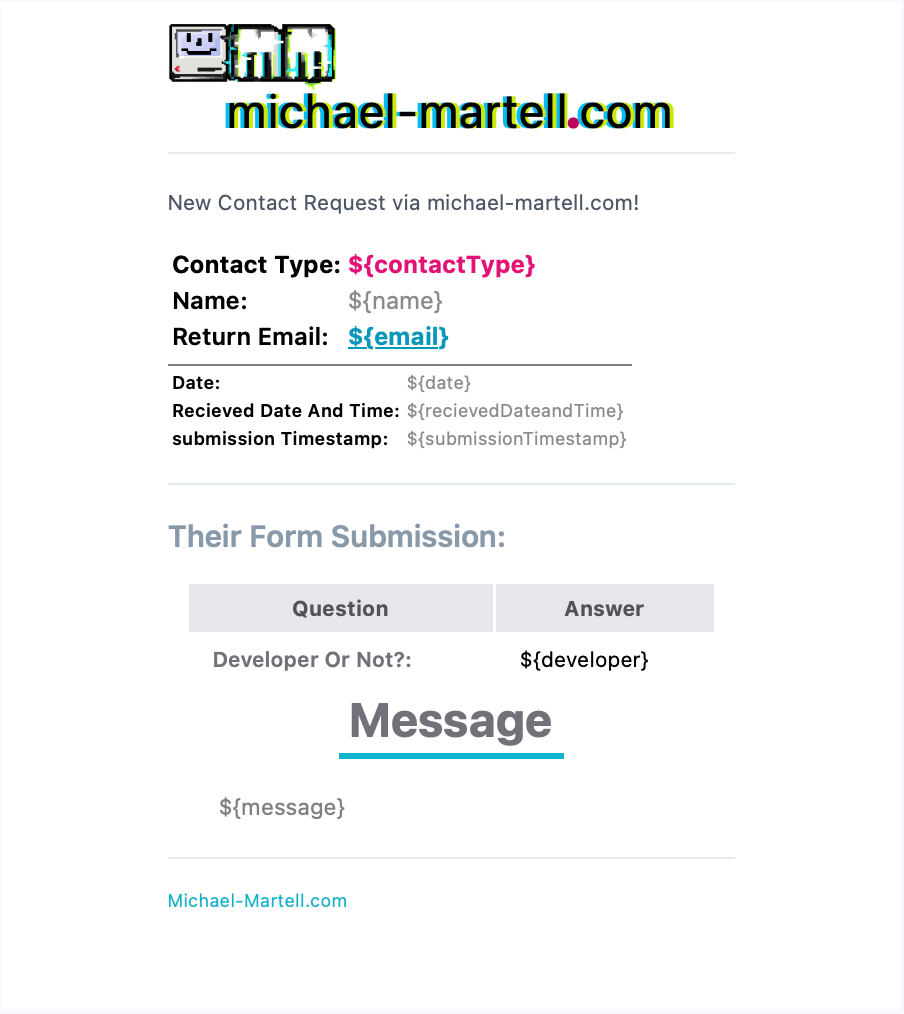 MM
michael-martell.com
New Contact Request via michael-martell.com!
Contact Type: ${contactType}
Name: ${name}
Return Email: ${email}
Date: ${date}
Recieved Date And Time: ${recievedDateandTime}
submission Timestamp: ${submissionTimestamp}
Their Form Submission:
Question Answer
Developer Or Not?: ${developer}
Message
${message}
Michael-Martell.com